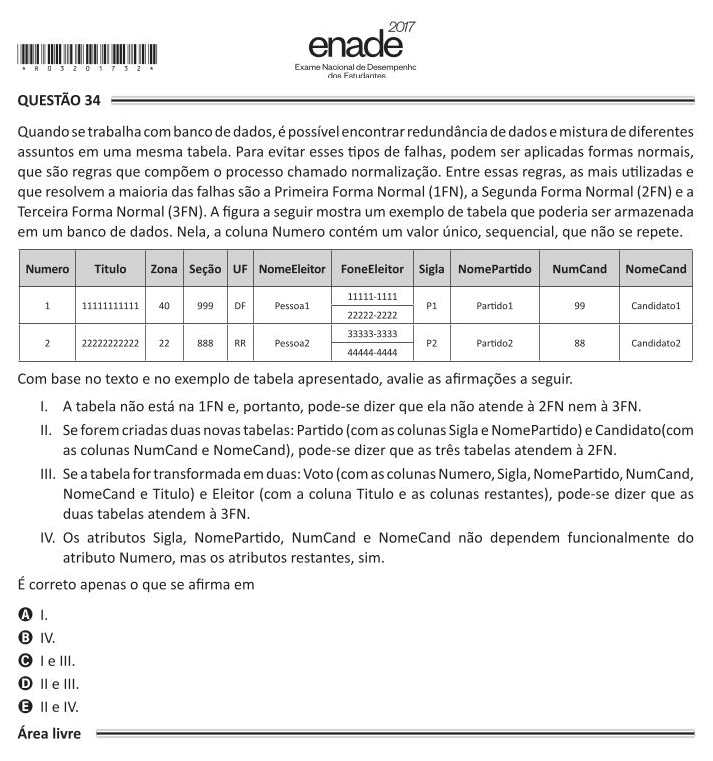 2017
enade
Exame Nacional de Desempenho
dos Estudantes
* R 0 3 2 0 1 7 3 2 *
QUESTÃO 34
Quando se trabalha com banco de dados, é possível encontrar redundância de dados e mistura de diferentes
assuntos em uma mesma tabela. Para evitar esses tipos de falhas, podem ser aplicadas formas normais,
que são regras que compõem o processo chamado normalização. Entre essas regras, as mais utilizadas e
que resolvem a maioria das falhas são a Primeira Forma Normal (1FN), a Segunda Forma Normal (2FN) e a
Terceira Forma Normal (3FN). A figura a seguir mostra um exemplo de tabela que poderia ser armazenada
em um banco de dados. Nela, a coluna Numero contém um valor único, sequencial, que não se repete.
Numero Titulo Zona Seção UF NomeEleitor FoneEleitor Sigla NomePartido NumCand NomeCand
1 11111111111 40 999 DF Pessoa1 11111-1111 P1 Partido1 99 Candidato1
22222-2222
2 22222222222 22 888 RR Pessoa2 33333-3333 P2 Partido2 88 Candidato2
44444-4444
Com base no texto e no exemplo de tabela apresentado, avalie as afirmações a seguir.
I. A tabela não está na 1FN e, portanto, pode-se dizer que ela não atende à 2FN nem à 3FN.
II. Se forem criadas duas novas tabelas: Partido (com as colunas Sigla e NomePartido) e Candidato(com
as colunas NumCand e NomeCand), pode-se dizer que as três tabelas atendem à 2FN.
III. Se a tabela for transformada em duas: Voto (com as colunas Numero, Sigla, NomePartido, NumCand,
NomeCand e Titulo) e Eleitor (com a coluna Titulo e as colunas restantes), pode-se dizer que as
duas tabelas atendem à 3FN.
IV. Os atributos Sigla, NomePartido, NumCand e NomeCand não dependem funcionalmente do
atributo Numero, mas os atributos restantes, sim.
É correto apenas o que se afirma em
A I.
B IV.
C I e III.
D II e III.
E II e IV.
Área livre